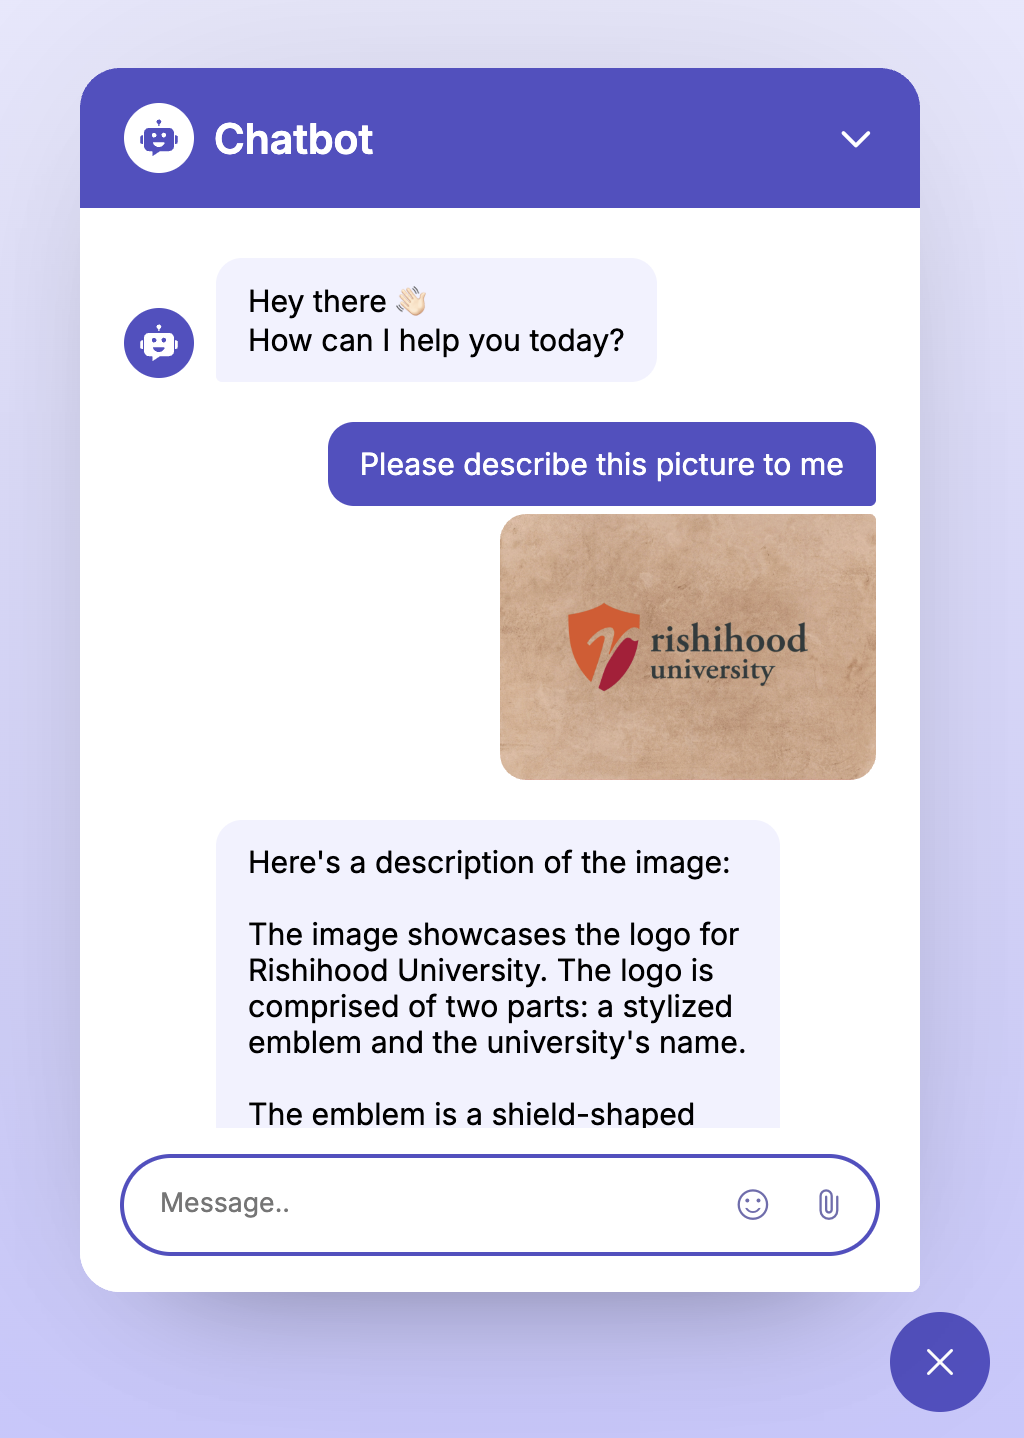 Chatbot
Hey there 👋🏻
How can I help you today?
Please describe this picture to me
rishihood
university
Here's a description of the image:
The image showcases the logo for
Rishihood University. The logo is
comprised of two parts: a stylized
emblem and the university's name.
The emblem is a shield-shaped
Message..